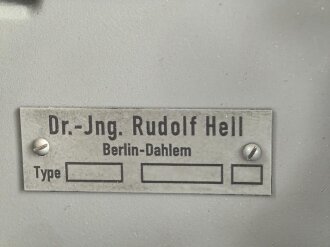 Dr.-Jng. Rudolf Hell
Berlin-Dahlem
Type